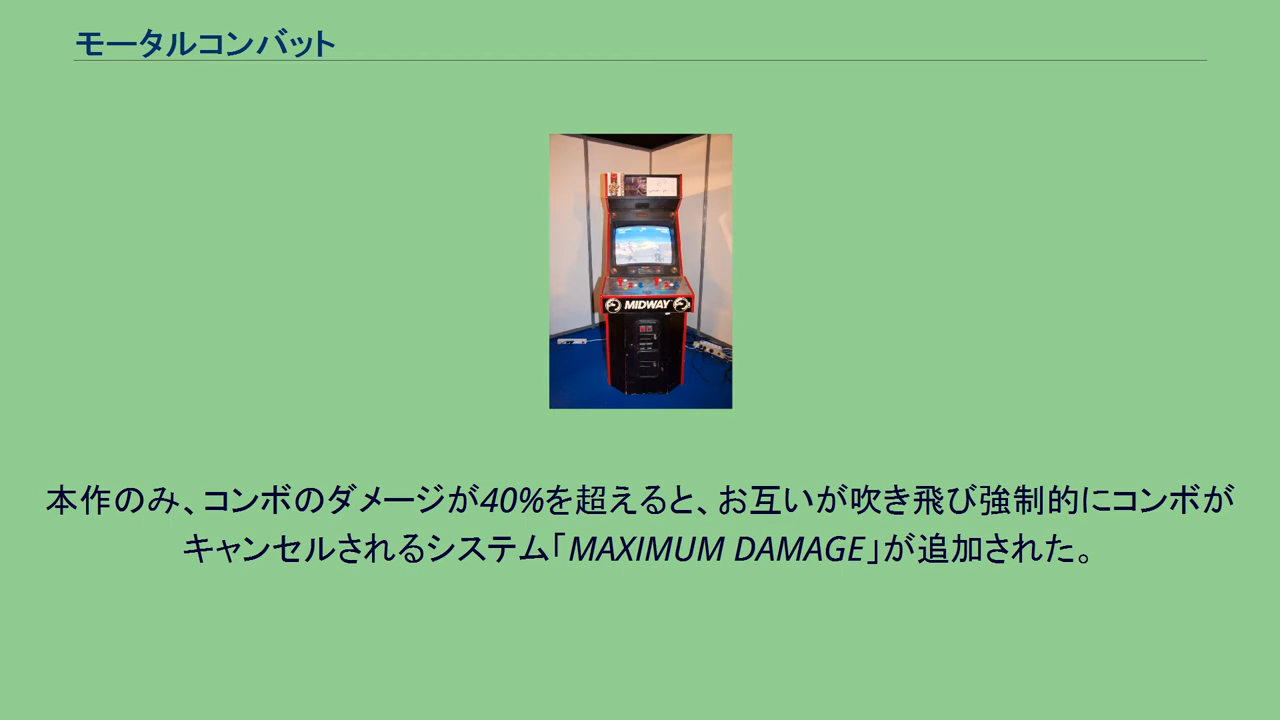 モータルコンバット
MIDWAY
本作のみ、コンボのダメージが40%を超えると、お互いが吹き飛び強制的にコンボが
キャンセルされるシステム「MAXIMUM DAMAGE」が追加された。